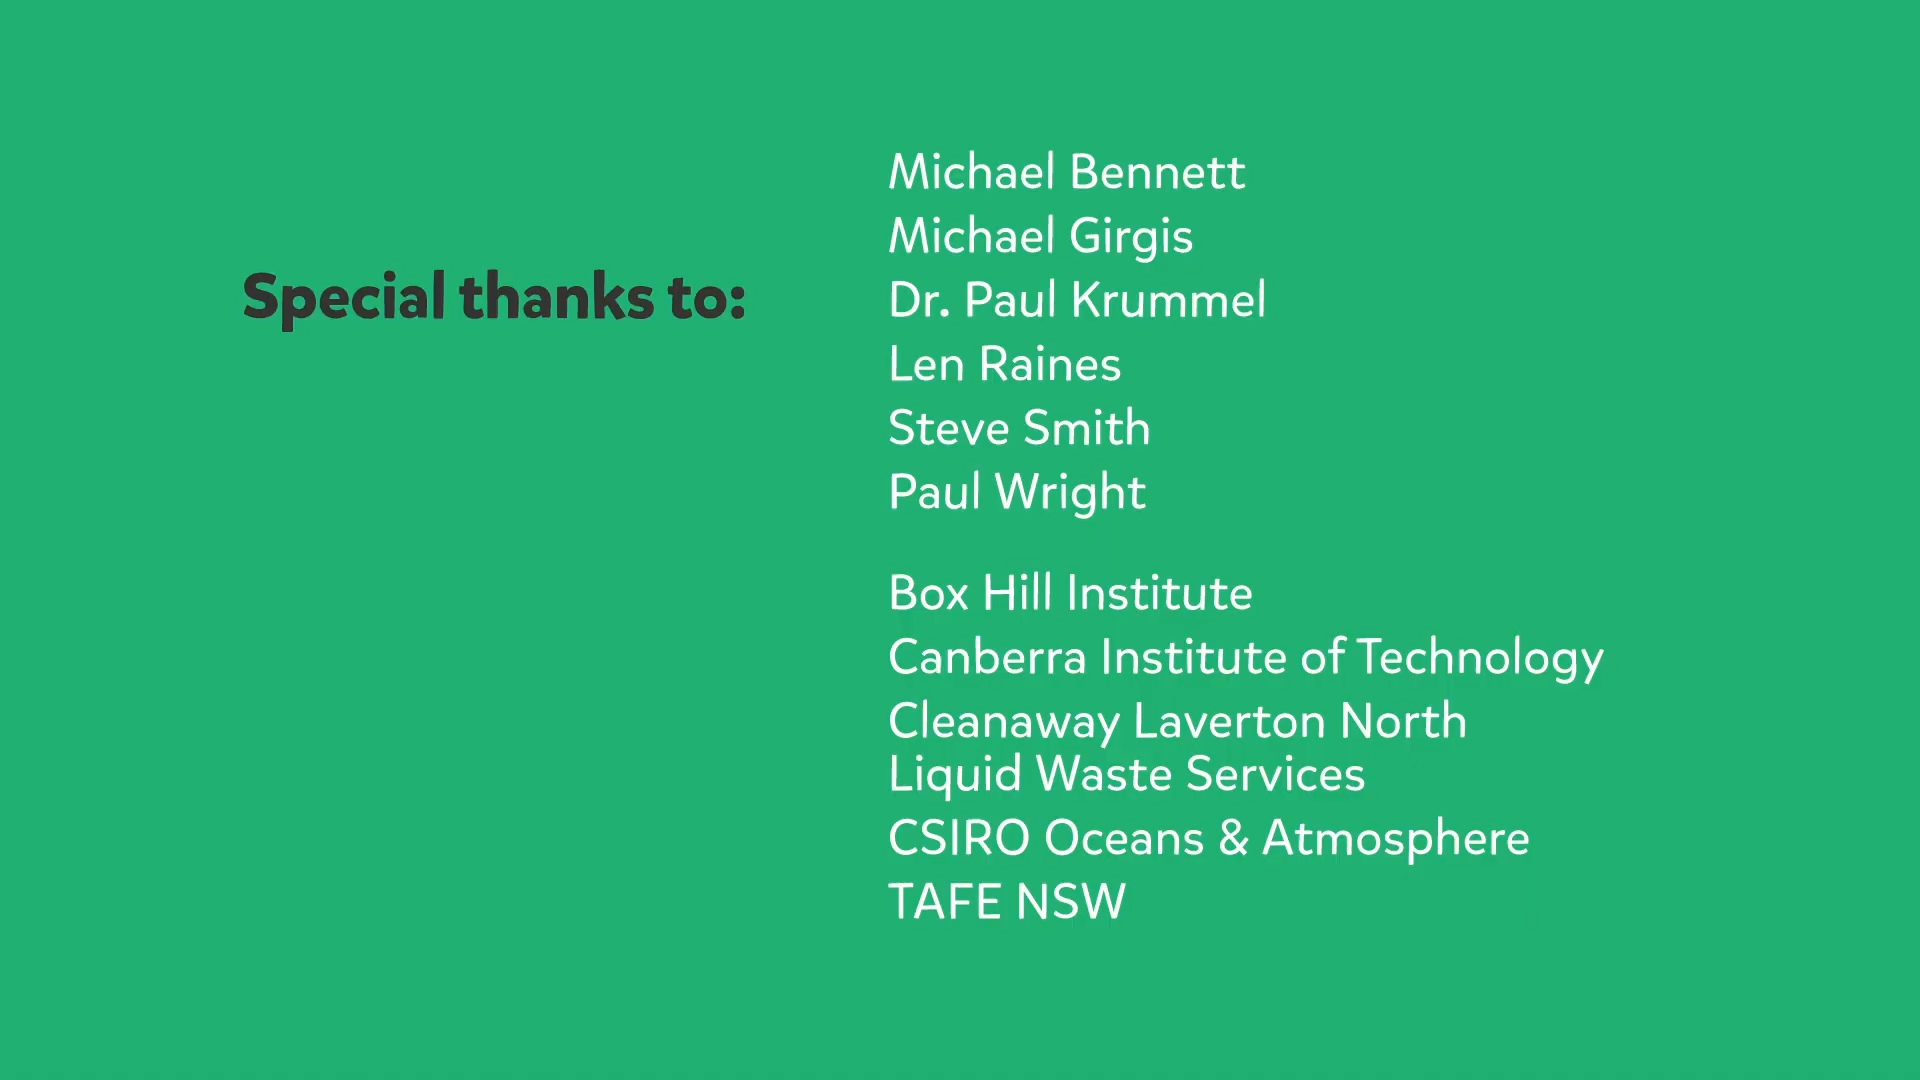 Special thanks to:
Michael Bennett
Michael Girgis
Dr. Paul Krummel
Len Raines
Steve Smith
Paul Wright
Box Hill Institute
Canberra Institute of Technology
Cleanaway Laverton North
Liquid Waste Services
CSIRO Oceans & Atmosphere
TAFE NSW